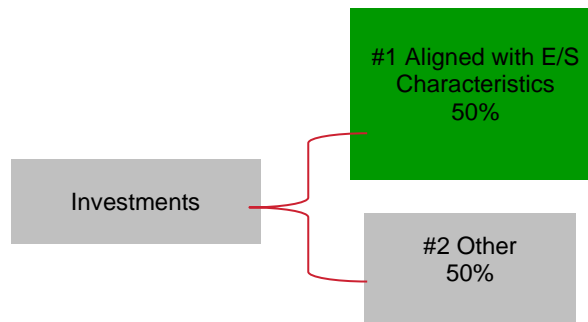 #1 Aligned with E/S
Characteristics
50%
Investments
#2 Other
50%